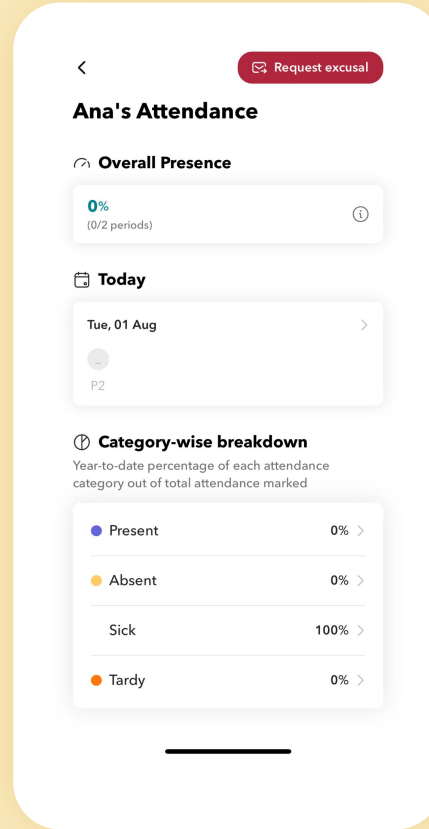 Request excusal
Ana's Attendance
Overall Presence
0%
(0/2 periods)
Today
Tue, 01 Aug
_
P2
Category-wise breakdown
Year-to-date percentage of each attendance
category out of total attendance marked
Present 0%
Absent 0%
Sick 100%
Tardy 0%